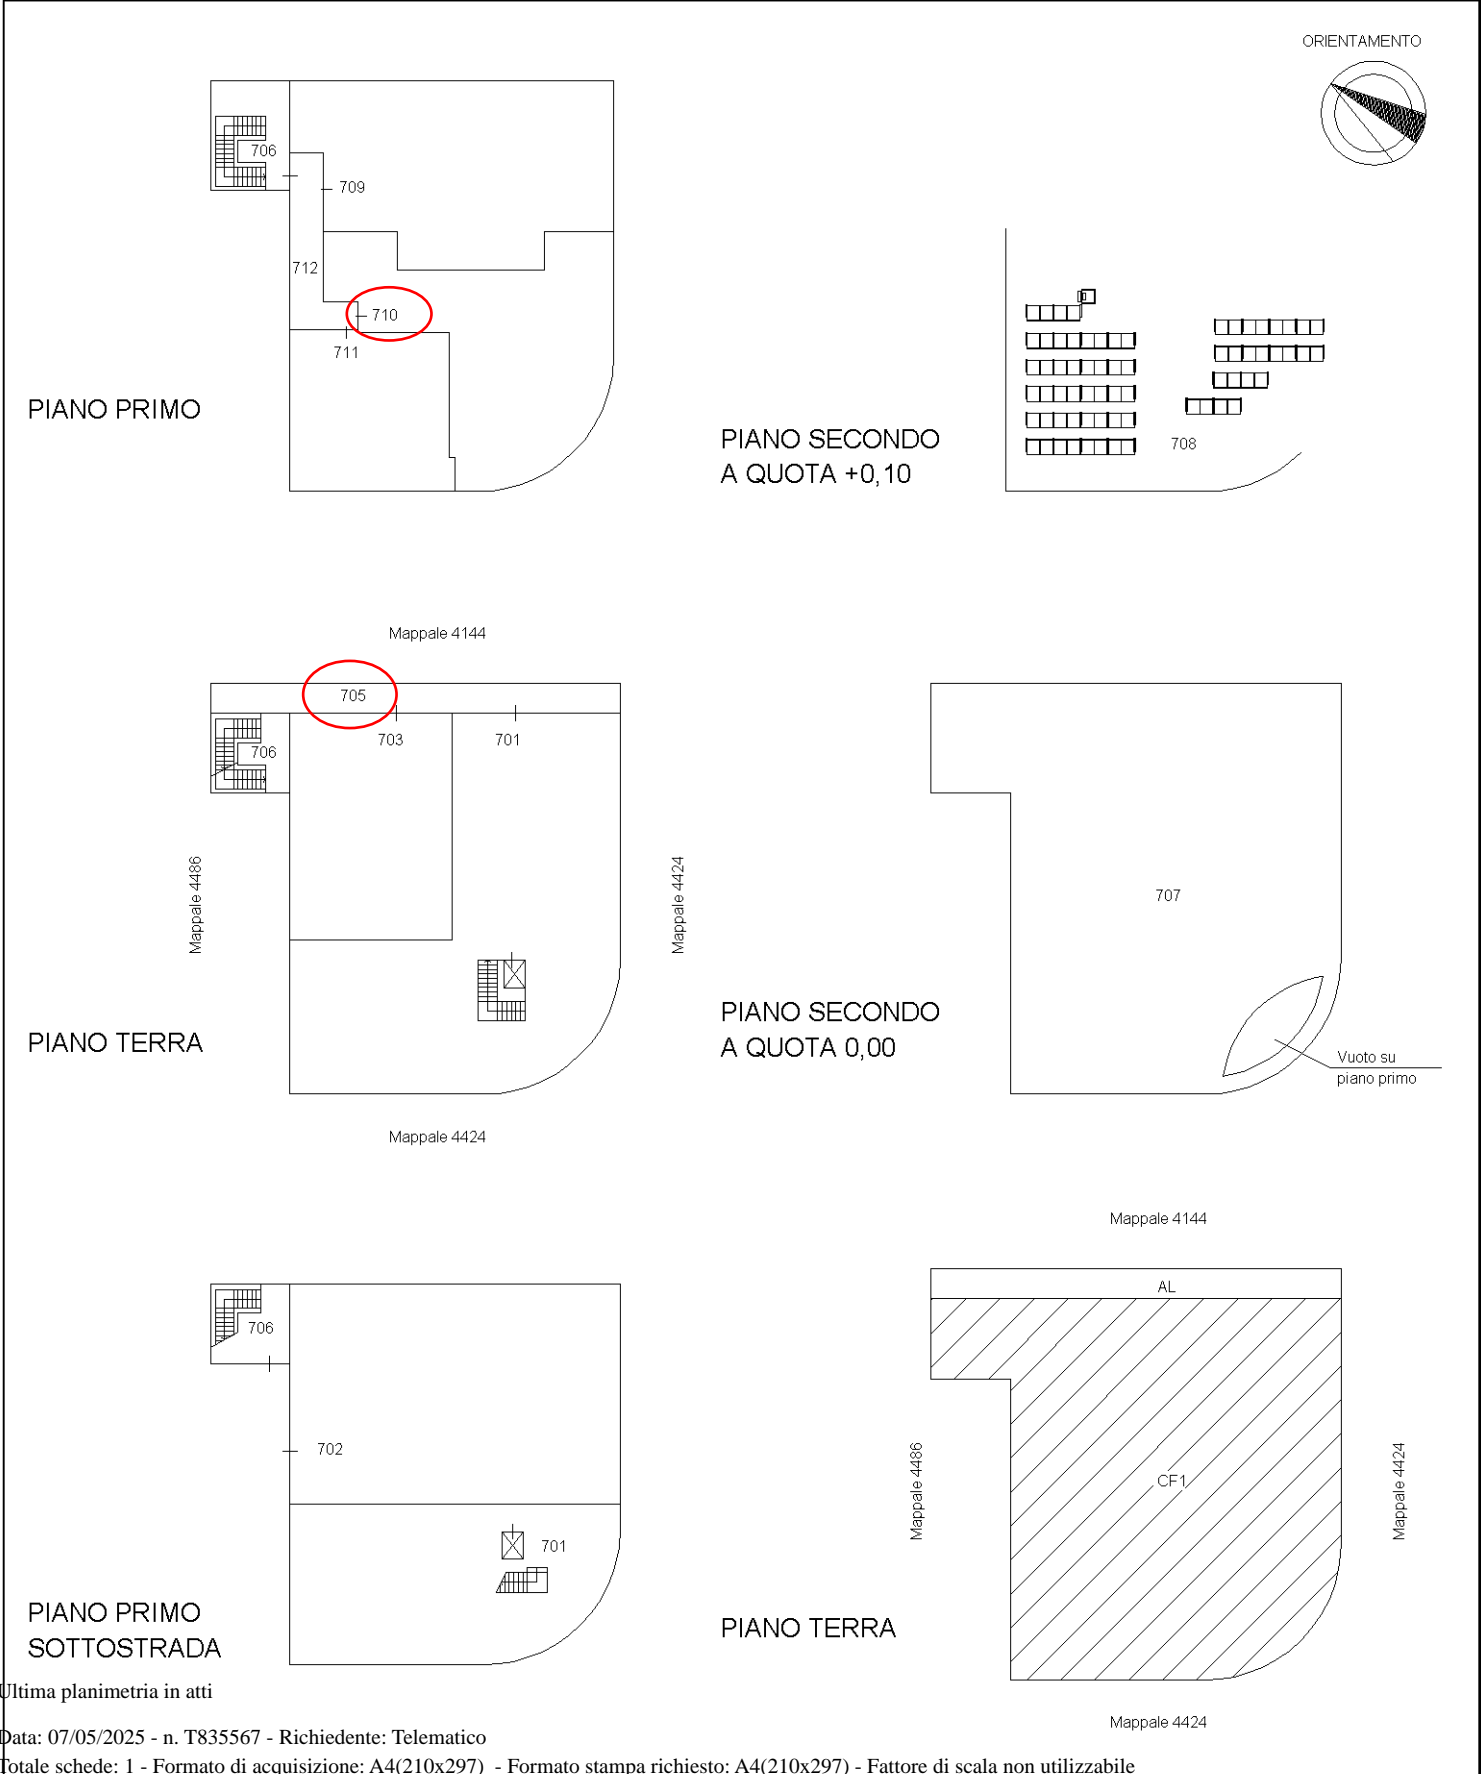 ORIENTAMENTO
706
709
712
710
711
PIANO PRIMO
PIANO SECONDO
A QUOTA +0,10
708
Mappale 4144
705
703
701
706
Mappale 4486
Mappale 4424
PIANO TERRA
Mappale 4424
707
PIANO SECONDO
A QUOTA 0,00
Vuoto su
piano primo
706
702
701
PIANO PRIMO
SOTTOSTRADA
Mappale 4144
AL
Mappale 4486
CF1
Mappale 4424
PIANO TERRA
Mappale 4424
Ultima planimetria in atti
Data: 07/05/2025 - n. T835567 - Richiedente: Telematico
Totale schede: 1 - Formato di acquisizione: A4(210x297) - Formato stampa richiesto: A4(210x297) - Fattore di scala non utilizzabile